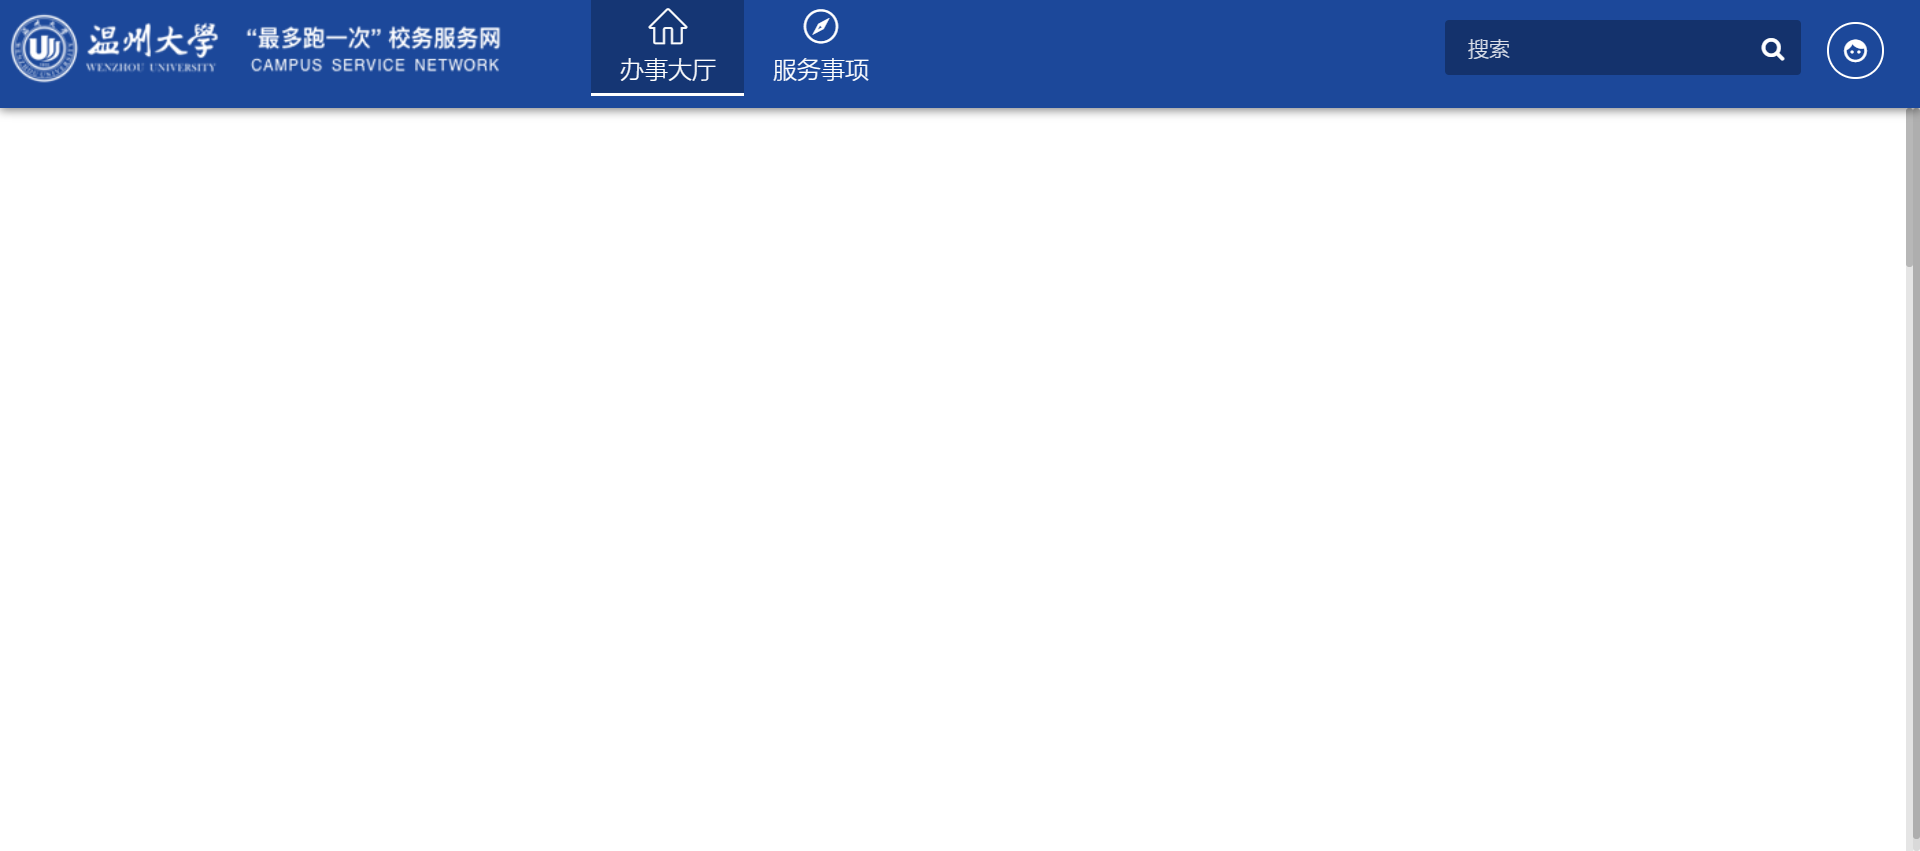 温州大學
WENZHOU UNIVERSITY
“最多跑一次” 校务服务网
CAMPUS SERVICE NETWORK
办事大厅
服务事项
搜索